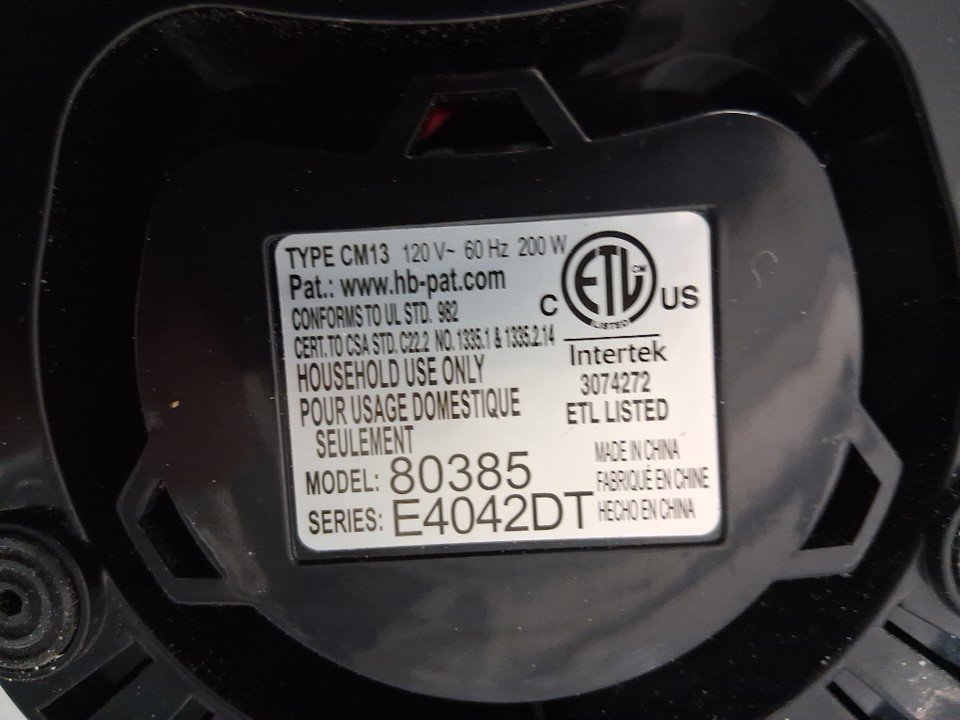 TYPE CM13 120 V~ 60 Hz 200 W
Pat.: www.hb-pat.com
CONFORMS TO UL STD. 982
CERT. TO CSA STD. C22.2 NO. 1335.1 & 1335.2.14
HOUSEHOLD USE ONLY
POUR USAGE DOMESTIQUE
SEULEMENT
MODEL: 80385
SERIES: E4042DT
C ETL CM US
LISTED
Intertek
3074272
ETL LISTED
MADE IN CHINA
FABRIQUÉ EN CHINE
HECHO EN CHINA